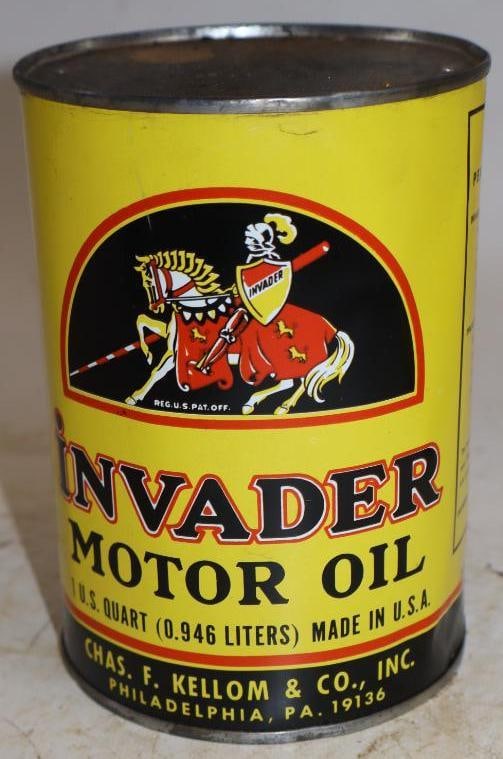 INVADER
REG. U.S. PAT. OFF.
iNVADER
MOTOR OIL
1 U.S. QUART (0.946 LITERS) MADE IN U.S.A.
CHAS. F. KELLOM & CO., INC.
PHILADELPHIA, PA. 19136